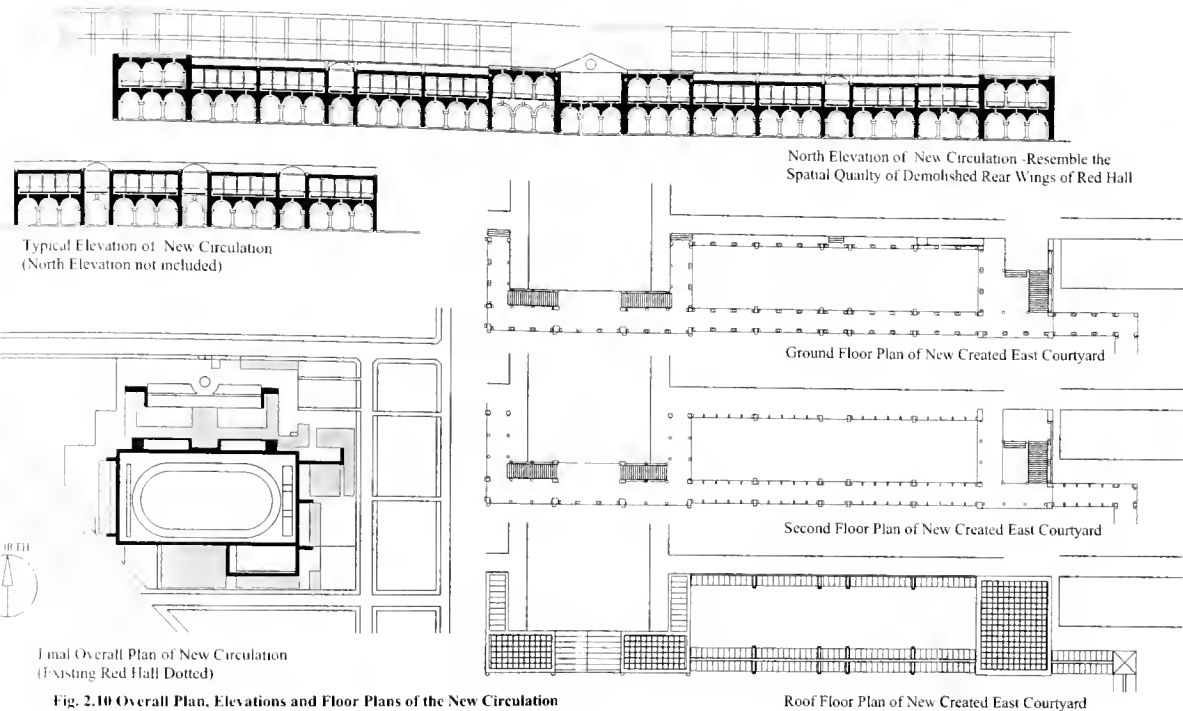 North Elevation of New Circulation -Resemble the
Spatial Quailty of Demolished Rear Wings of Red Hall
Typical Elevation of New Circulation
(North Elevation not included)
Ground Floor Plan of New Created East Courtyard
Second Floor Plan of New Created East Courtyard
ORTH
Final Overall Plan of New Circulation
(Existing Red Hall Dotted)
Fig. 2.10 Overall Plan, Elevations and Floor Plans of the New Circulation
Roof Floor Plan of New Created East Courtyard